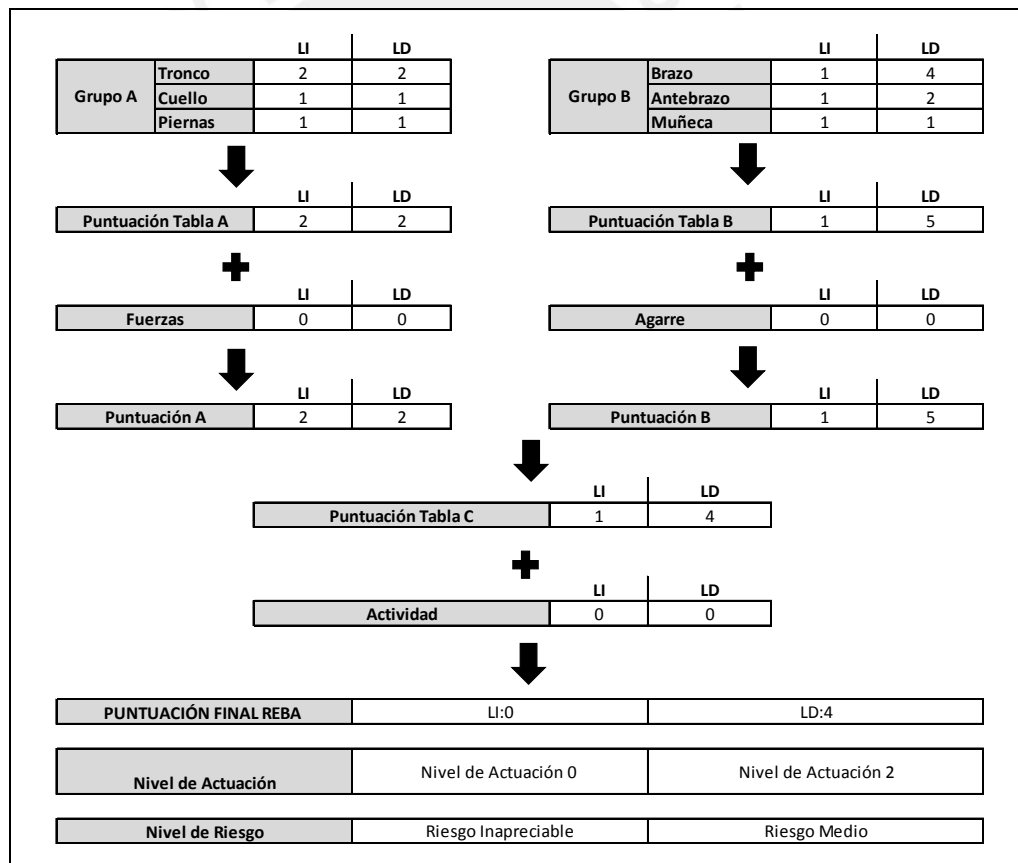 LI LD LI LD
Tronco 2 2 Brazo 1 4
Grupo A Cuello 1 1 Grupo B Antebrazo 1 2
Piernas 1 1 Muñeca 1 1
LI LD LI LD
Puntuación Tabla A 2 2 Puntuación Tabla B 1 5
LI LD LI LD
Fuerzas 0 0 Agarre 0 0
LI LD LI LD
Puntuación A 2 2 Puntuación B 1 5
LI LD
Puntuación Tabla C 1 4
LI LD
Actividad 0 0
PUNTUACIÓN FINAL REBA LI:0 LD:4
Nivel de Actuación Nivel de Actuación 0 Nivel de Actuación 2
Nivel de Riesgo Riesgo Inapreciable Riesgo Medio